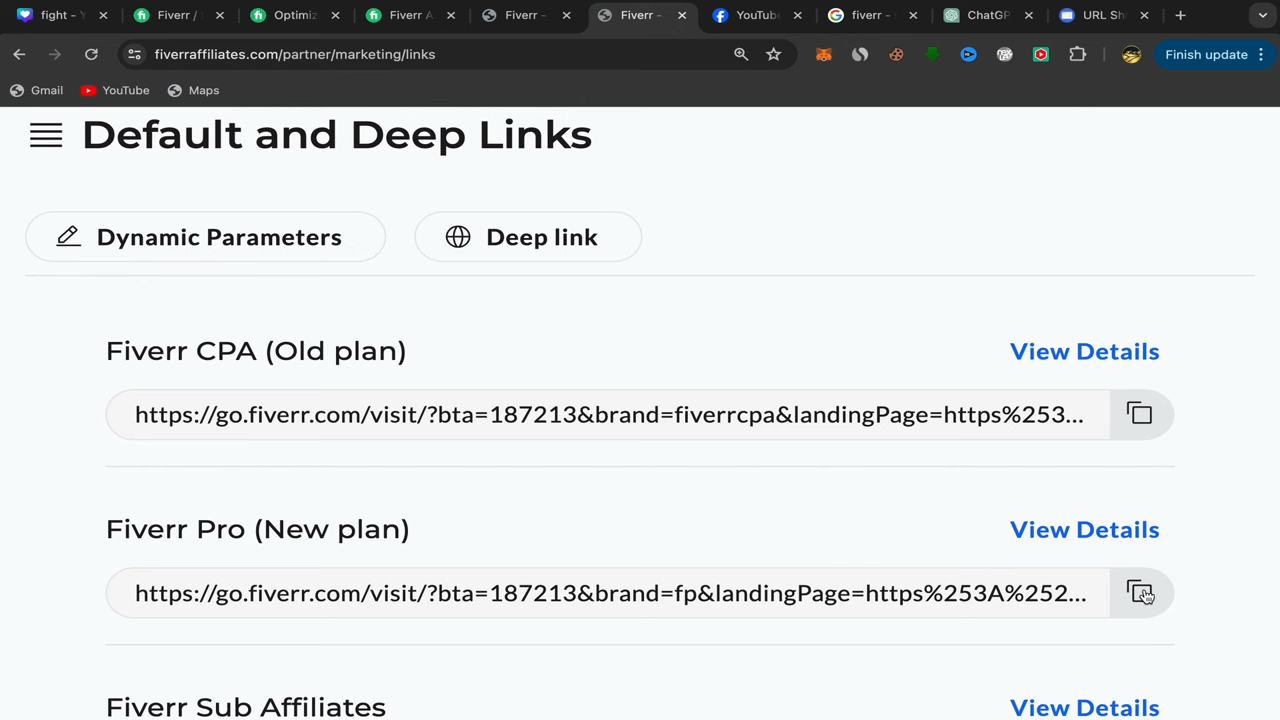 fight - Y
Fiverr / S
Optimiz
Fiverr A
Fiverr -
Fiverr -
YouTube
fiverr -
ChatGP
URL Sh
fiverraffiliates.com/partner/marketing/links
Finish update
Gmail
YouTube
Maps
Default and Deep Links
Dynamic Parameters
Deep link
Fiverr CPA (Old plan)
View Details
https://go.fiverr.com/visit/?bta=187213&brand=fiverrcpa&landingPage=https%253...
Fiverr Pro (New plan)
View Details
https://go.fiverr.com/visit/?bta=187213&brand=fp&landingPage=https%253A%252...
Fiverr Sub Affiliates
View Details